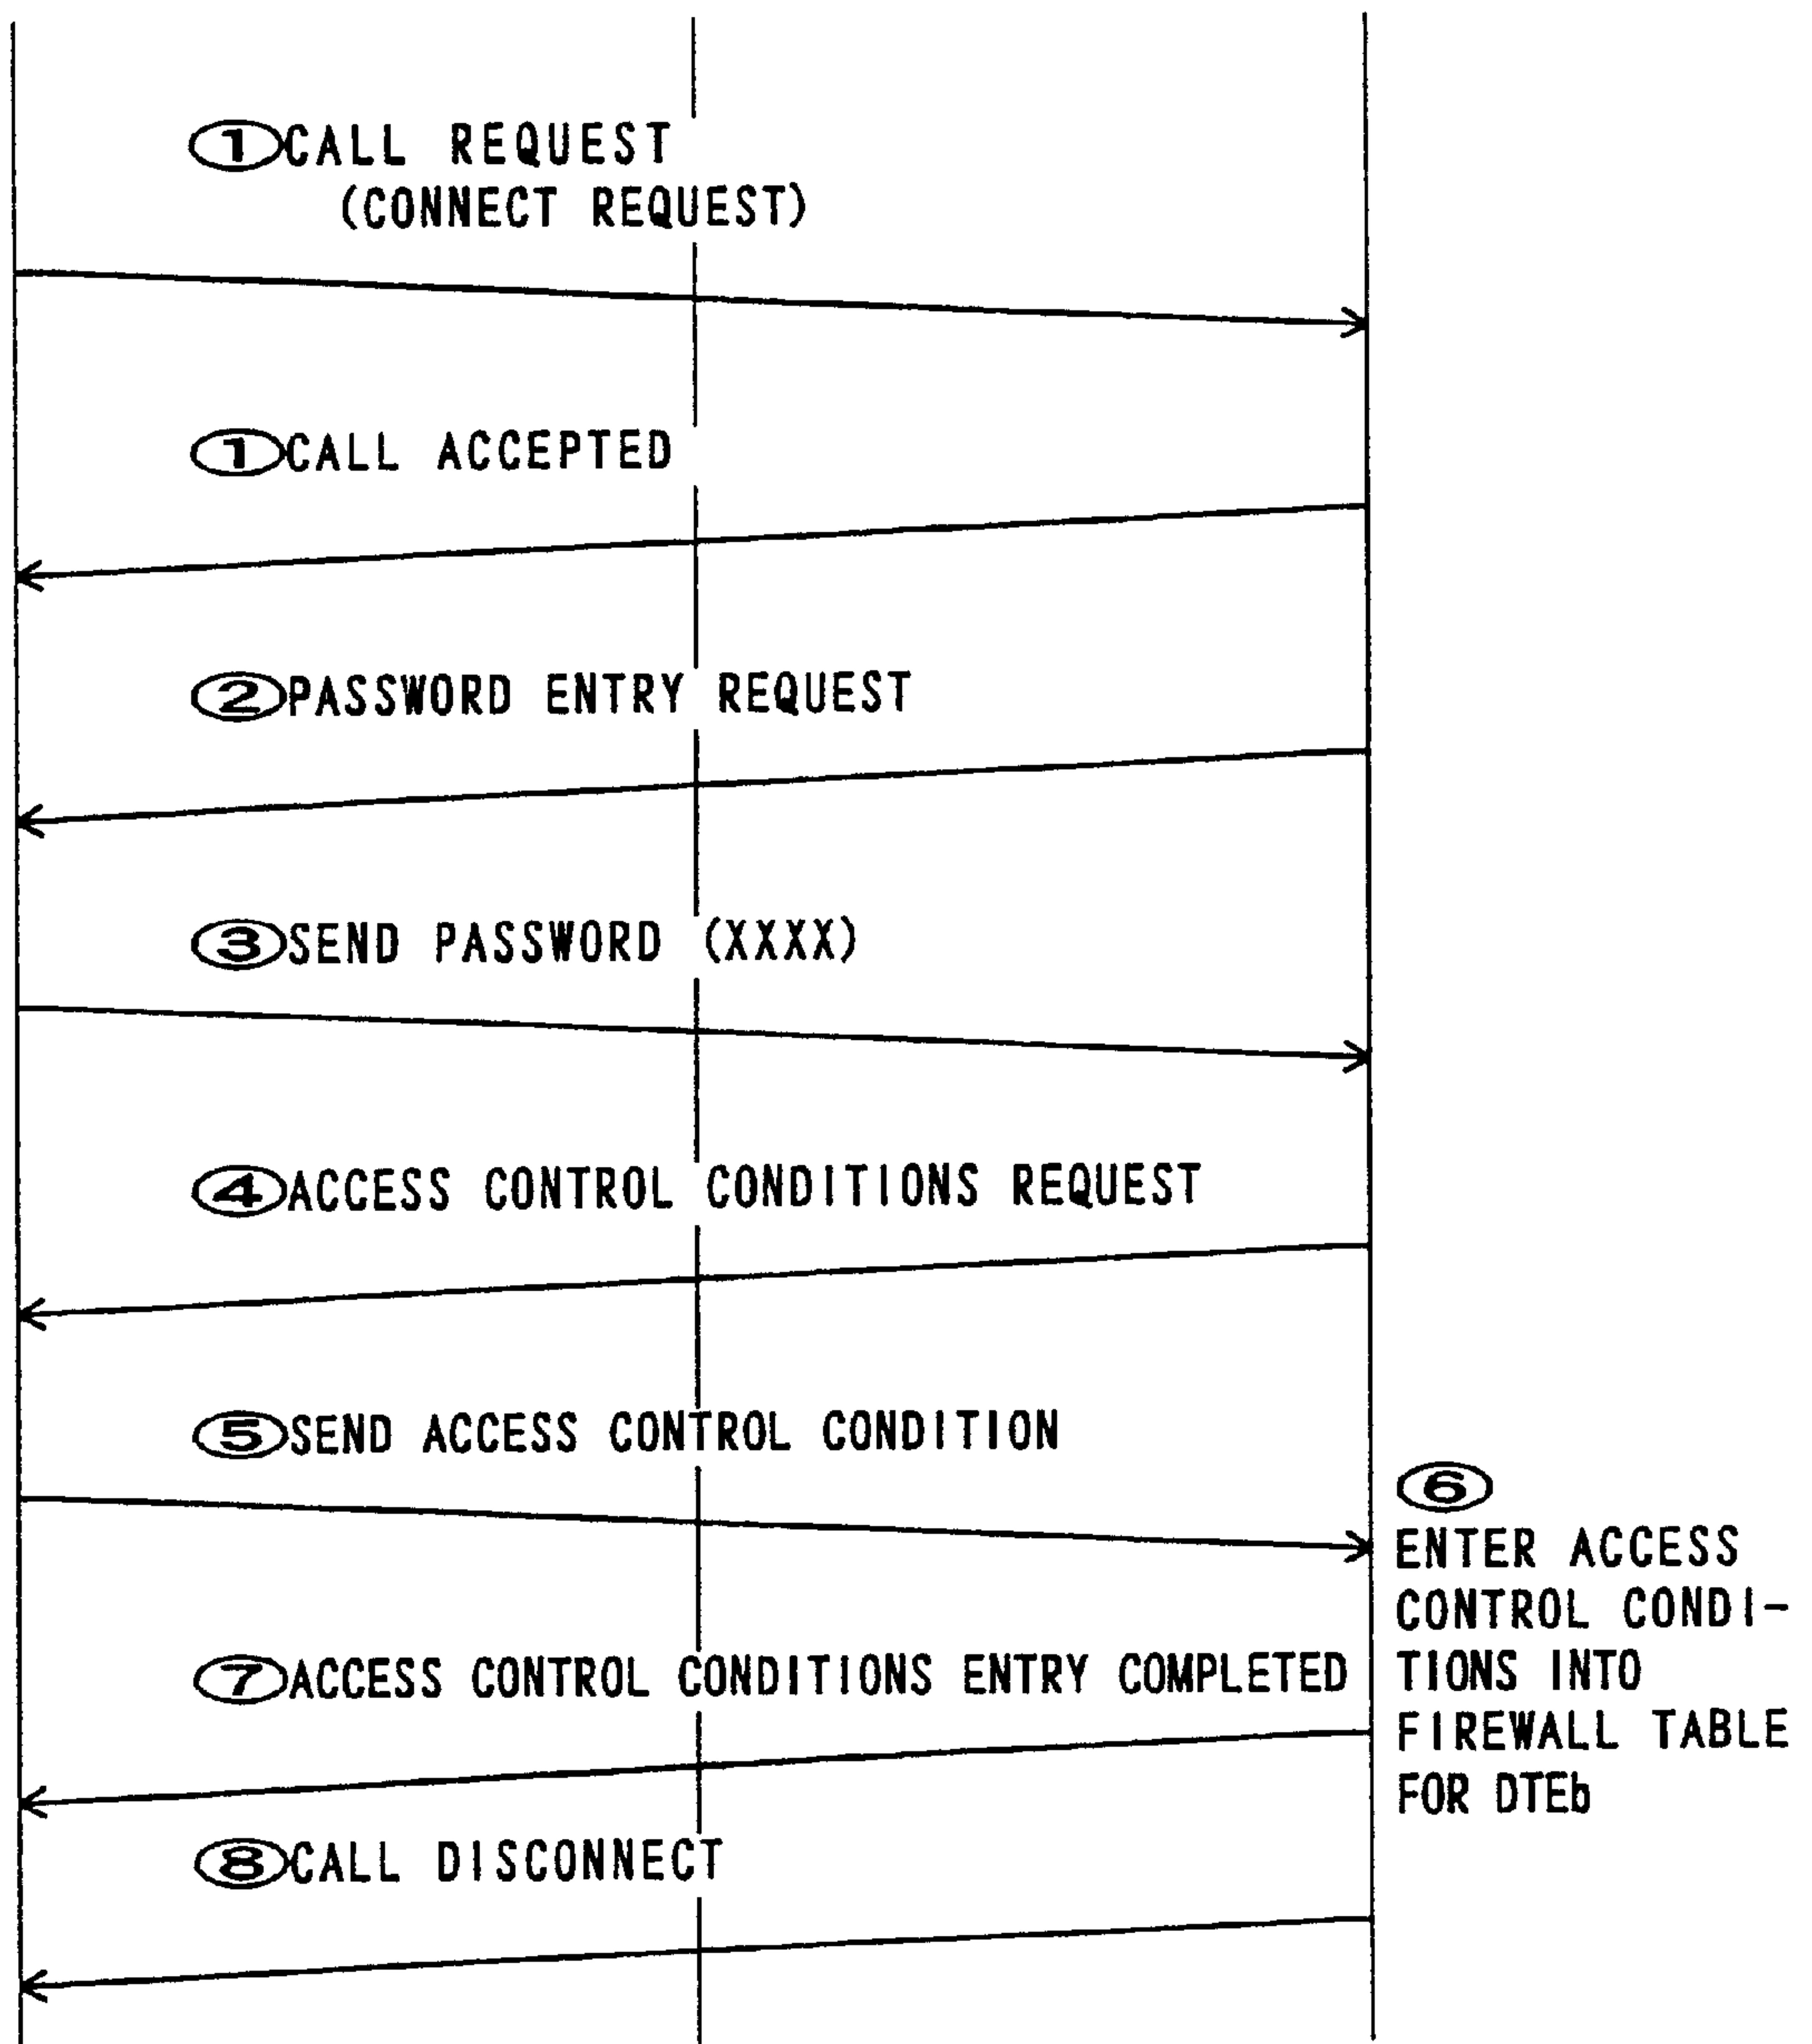 ①CALL REQUEST
(CONNECT REQUEST)
①CALL ACCEPTED
②PASSWORD ENTRY REQUEST
③SEND PASSWORD (XXXX)
④ACCESS CONTROL CONDITIONS REQUEST
⑤SEND ACCESS CONTROL CONDITION
⑥
ENTER ACCESS
CONTROL CONDI-
TIONS INTO
FIREWALL TABLE
FOR DTEb
⑦ACCESS CONTROL CONDITIONS ENTRY COMPLETED
⑧CALL DISCONNECT